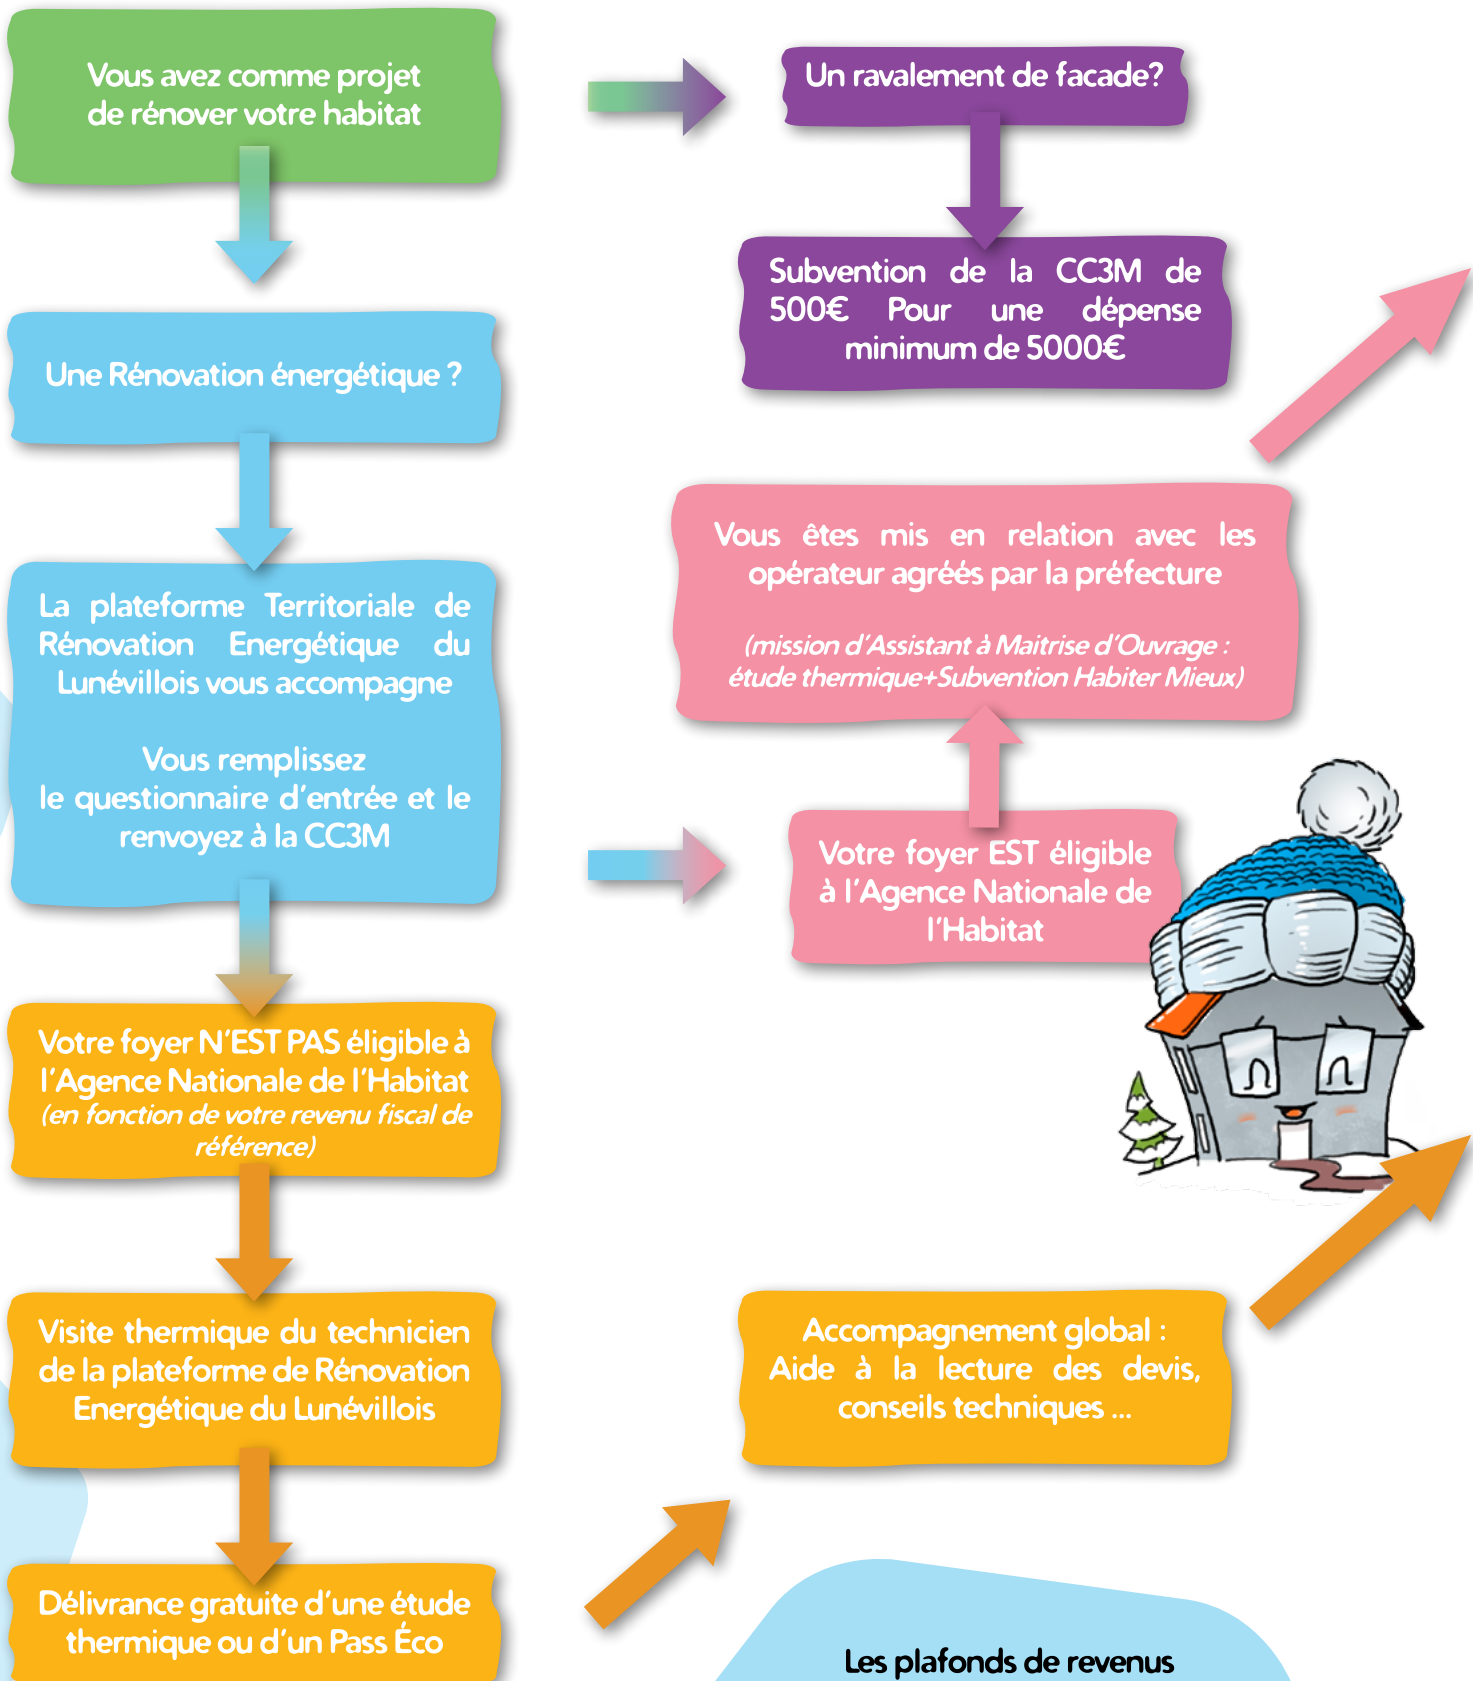 Vous avez comme projet
de rénover votre habitat
Un ravalement de facade?
Subvention de la CC3M de
500€ Pour une dépense
minimum de 5000€
Une Rénovation énergétique ?
La plateforme Territoriale de
Rénovation Energétique du
Lunévillois vous accompagne
Vous remplissez
le questionnaire d'entrée et le
renvoyez à la CC3M
Vous êtes mis en relation avec les
opérateur agréés par la préfecture
(mission d'Assistant à Maitrise d'Ouvrage :
étude thermique+Subvention Habiter Mieux)
Votre foyer EST éligible
à l'Agence Nationale de
l'Habitat
Votre foyer N'EST PAS éligible à
l'Agence Nationale de l'Habitat
(en fonction de votre revenu fiscal de
référence)
Visite thermique du technicien
de la plateforme de Rénovation
Energétique du Lunévillois
Délivrance gratuite d'une étude
thermique ou d'un Pass Éco
Accompagnement global :
Aide à la lecture des devis,
conseils techniques ...
Les plafonds de revenus